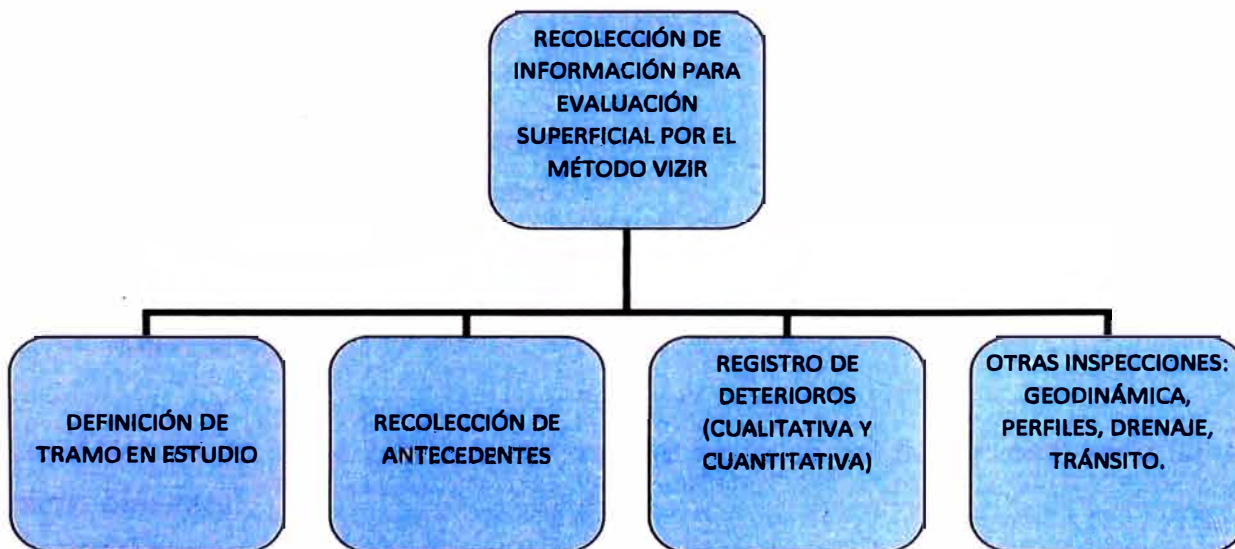 RECOLECCIÓN DE
INFORMACIÓN PARA
EVALUACIÓN
SUPERFICIAL POR EL
MÉTODO VIZIR
DEFINICIÓN DE
TRAMO EN ESTUDIO
RECOLECCIÓN DE
ANTECEDENTES
REGISTRO DE
DETERIOROS
(CUALITATIVA Y
CUANTITATIVA)
OTRAS INSPECCIONES:
GEODINÁMICA,
PERFILES, DRENAJE,
TRÁNSITO.